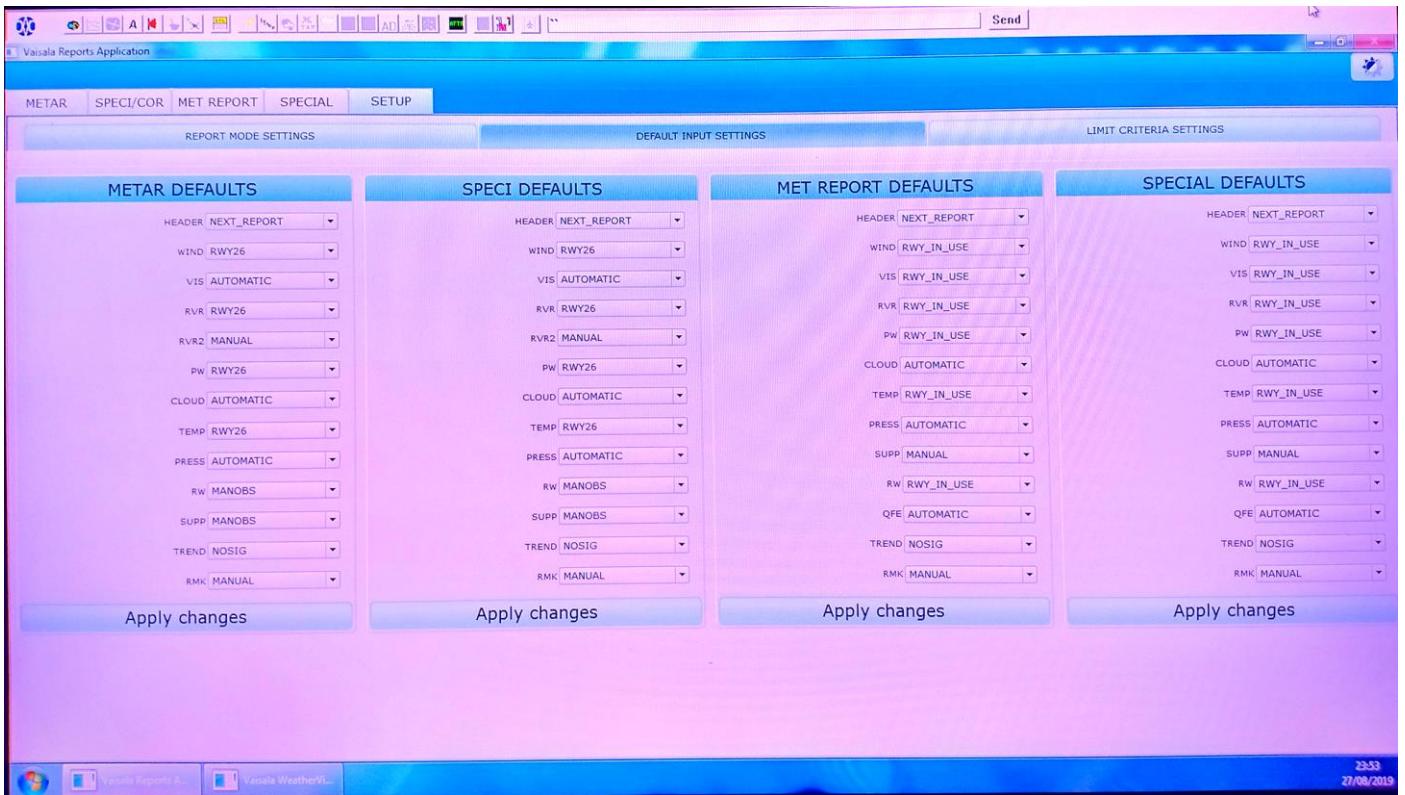 Send
Vaisala Reports Application
METAR SPECI/COR MET REPORT SPECIAL SETUP
REPORT MODE SETTINGS DEFAULT INPUT SETTINGS LIMIT CRITERIA SETTINGS
METAR DEFAULTS
HEADER NEXT_REPORT
WIND RWY26
VIS AUTOMATIC
RVR RWY26
RVR2 MANUAL
PW RWY26
CLOUD AUTOMATIC
TEMP RWY26
PRESS AUTOMATIC
RW MANOBS
SUPP MANOBS
TREND NOSIG
RMK MANUAL
Apply changes
SPECI DEFAULTS
HEADER NEXT_REPORT
WIND RWY26
VIS AUTOMATIC
RVR RWY26
RVR2 MANUAL
PW RWY26
CLOUD AUTOMATIC
TEMP RWY26
PRESS AUTOMATIC
RW MANOBS
SUPP MANOBS
TREND NOSIG
RMK MANUAL
Apply changes
MET REPORT DEFAULTS
HEADER NEXT_REPORT
WIND RWY_IN_USE
VIS RWY_IN_USE
RVR RWY_IN_USE
PW RWY_IN_USE
CLOUD AUTOMATIC
TEMP RWY_IN_USE
PRESS AUTOMATIC
SUPP MANUAL
RW RWY_IN_USE
QFE AUTOMATIC
TREND NOSIG
RMK MANUAL
Apply changes
SPECIAL DEFAULTS
HEADER NEXT_REPORT
WIND RWY_IN_USE
VIS RWY_IN_USE
RVR RWY_IN_USE
PW RWY_IN_USE
CLOUD AUTOMATIC
TEMP RWY_IN_USE
PRESS AUTOMATIC
SUPP MANUAL
RW RWY_IN_USE
QFE AUTOMATIC
TREND NOSIG
RMK MANUAL
Apply changes
Vaisala Reports A... Vaisala WeatherVi...
23:53
27/08/2019